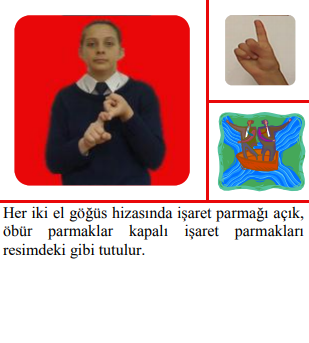 Her iki el göğüs hizasında işaret parmağı açık,
öbür parmaklar kapalı işaret parmakları
resimdeki gibi tutulur.